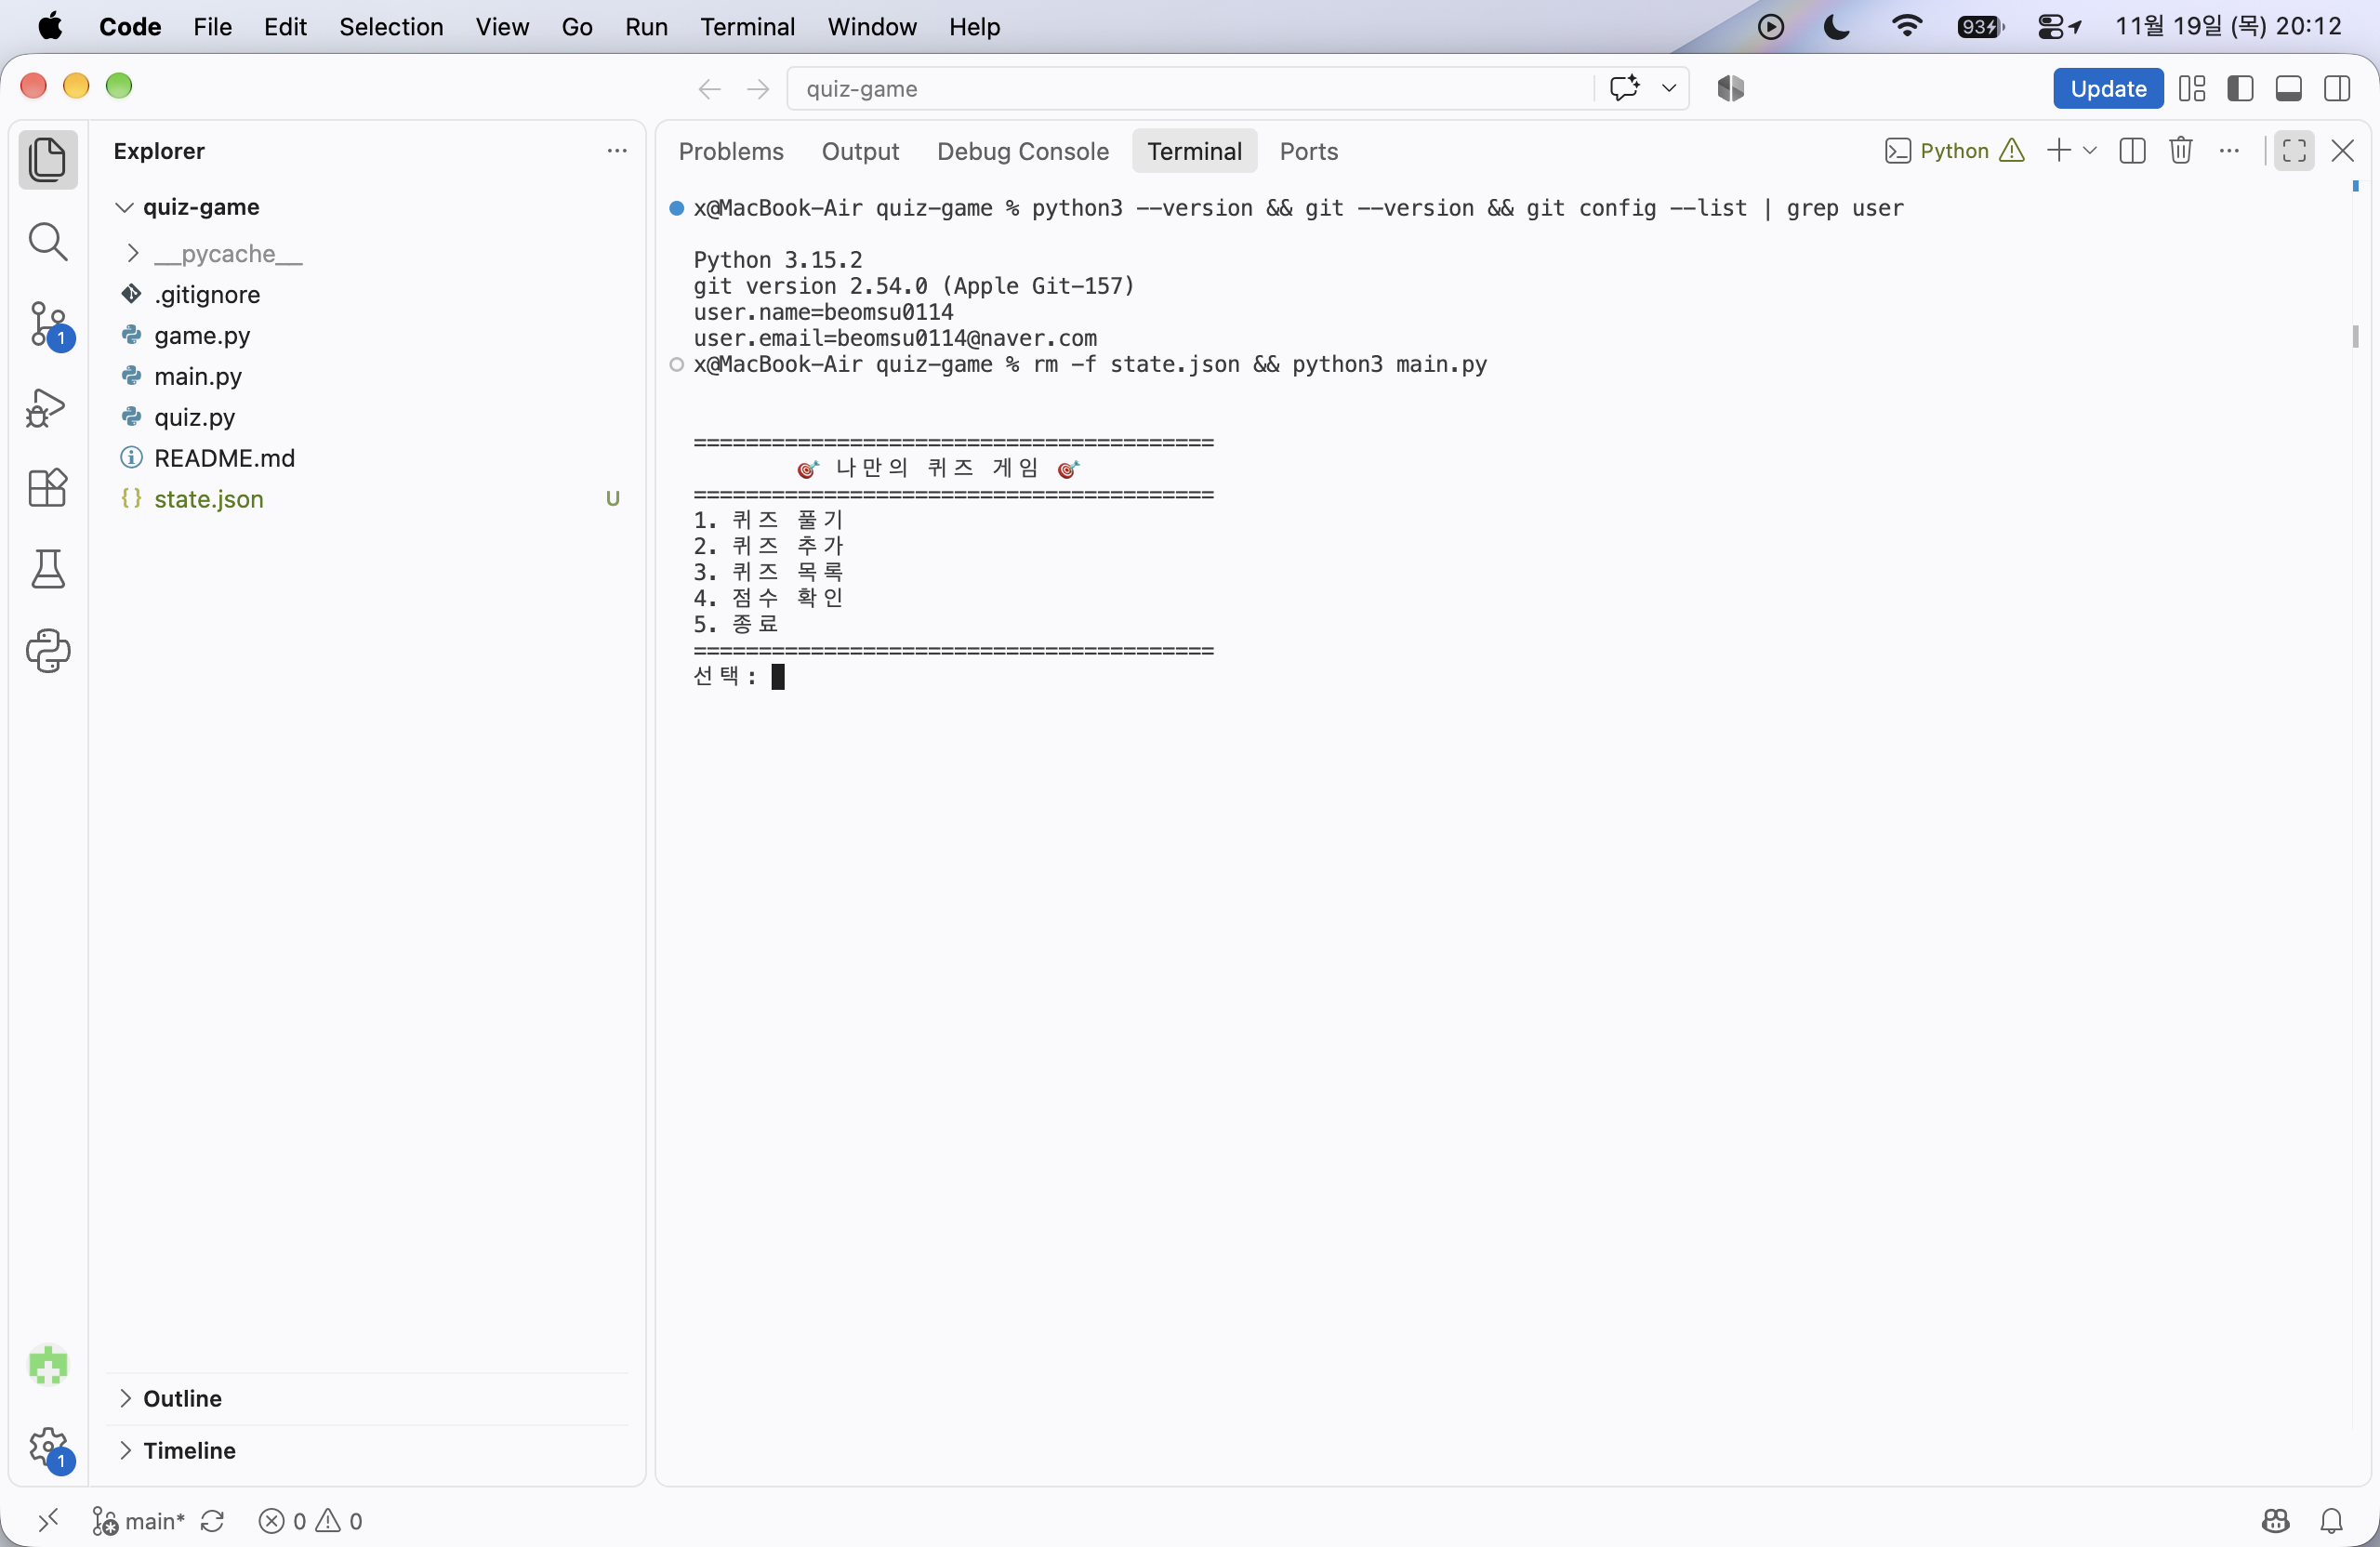 Code File Edit Selection View Go Run Terminal Window Help 93 11월 19일 (목) 20:12
quiz-game Update
Explorer
quiz-game
__pycache__
.gitignore
game.py
main.py
quiz.py
README.md
{} state.json U
1
Outline
Timeline
1
Problems Output Debug Console Terminal Ports Python
x@MacBook-Air quiz-game % python3 --version && git --version && git config --list | grep user
Python 3.15.2
git version 2.54.0 (Apple Git-157)
user.name=beomsu0114
user.email=beomsu0114@naver.com
x@MacBook-Air quiz-game % rm -f state.json && python3 main.py
========================================
🎯 나만의 퀴즈 게임 🎯
========================================
1. 퀴즈 풀기
2. 퀴즈 추가
3. 퀴즈 목록
4. 점수 확인
5. 종료
========================================
선택:
main* 0 0